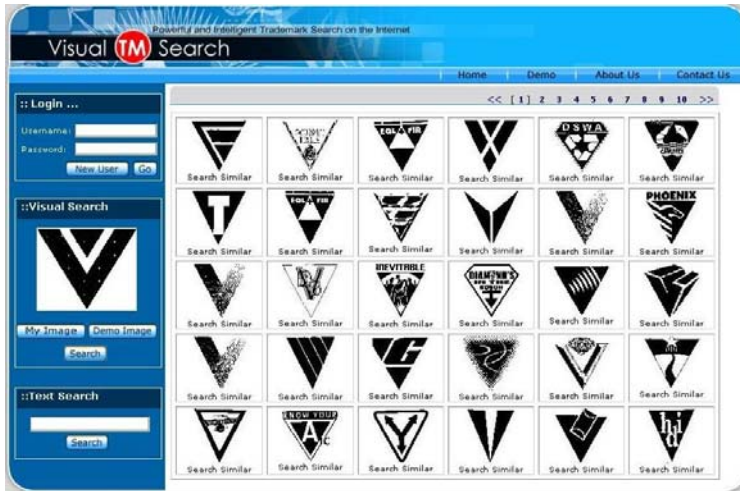 Powerful and Intelligent Trademark Search on the Internet
Visual TM Search
Home Demo About Us Contact Us
:: Login ...
Username:
Password:
New User Go
::Visual Search
My Image Demo Image
Search
::Text Search
Search
<< [1] 2 3 4 5 6 7 8 9 10 >>
EGL FIR
DSWA
Search Similar Search Similar Search Similar Search Similar Search Similar Search Similar
T
EGL FIR
PHOENIX
Search Similar Search Similar Search Similar Search Similar Search Similar Search Similar
INEVITABLE
Search Similar Search Similar Search Similar Search Similar Search Similar Search Similar
Search Similar Search Similar Search Similar Search Similar Search Similar Search Similar
KNOW YOUR
A
hdi
Search Similar Search Similar Search Similar Search Similar Search Similar Search Similar